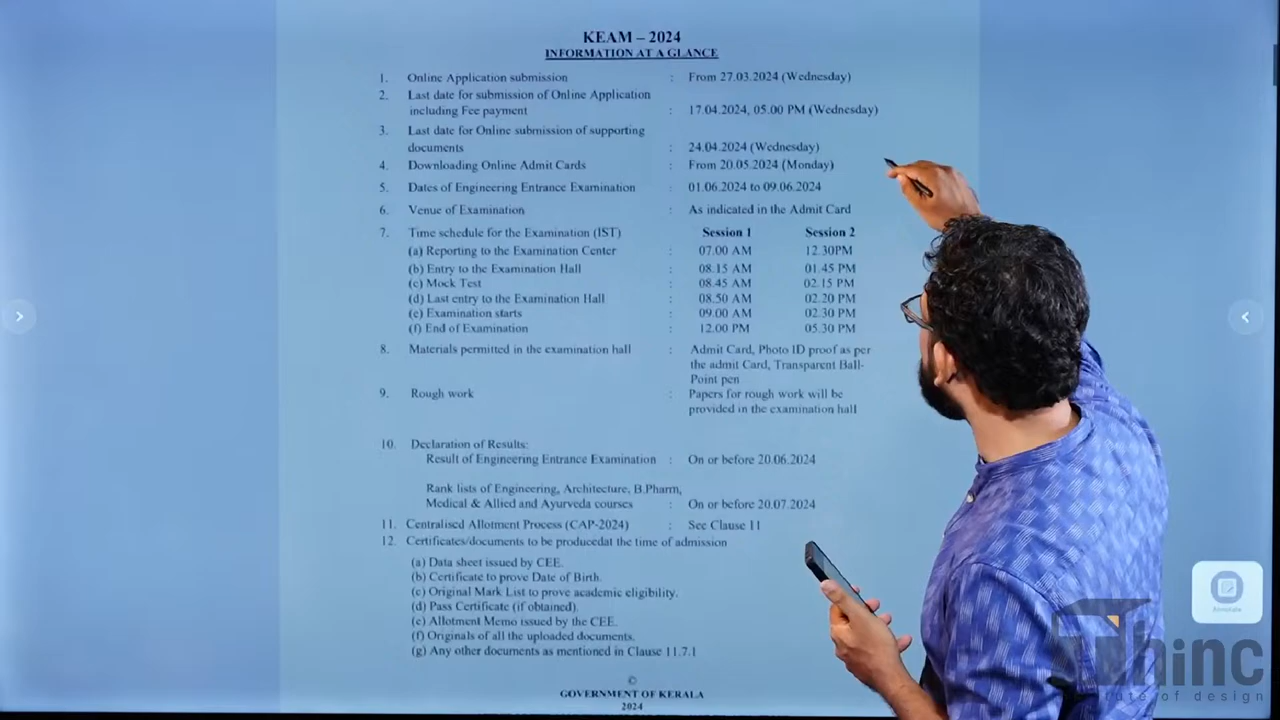 KEAM – 2024
INFORMATION AT A GLANCE
1. Online Application submission : From 27.03.2024 (Wednesday)
2. Last date for submission of Online Application
including Fee payment : 17.04.2024, 05.00 PM (Wednesday)
3. Last date for Online submission of supporting
documents : 24.04.2024 (Wednesday)
4. Downloading Online Admit Cards : From 20.05.2024 (Monday)
5. Dates of Engineering Entrance Examination : 01.06.2024 to 09.06.2024
6. Venue of Examination : As indicated in the Admit Card
7. Time schedule for the Examination (IST) Session 1 Session 2
(a) Reporting to the Examination Center : 07.00 AM 12.30PM
(b) Entry to the Examination Hall : 08.15 AM 01.45 PM
(c) Mock Test : 08.45 AM 02.15 PM
(d) Last entry to the Examination Hall : 08.50 AM 02.20 PM
(e) Examination starts : 09.00 AM 02.30 PM
(f) End of Examination : 12.00 PM 05.30 PM
8. Materials permitted in the examination hall : Admit Card, Photo ID proof as per
the admit Card, Transparent Ball-
Point pen
9. Rough work : Papers for rough work will be
provided in the examination hall
10. Declaration of Results:
Result of Engineering Entrance Examination : On or before 20.06.2024
Rank lists of Engineering, Architecture, B.Pharm,
Medical & Allied and Ayurveda courses : On or before 20.07.2024
11. Centralised Allotment Process (CAP-2024) : See Clause 11
12. Certificates/documents to be producedat the time of admission
(a) Data sheet issued by CEE.
(b) Certificate to prove Date of Birth.
(c) Original Mark List to prove academic eligibility.
(d) Pass Certificate (if obtained).
(e) Allotment Memo issued by the CEE.
(f) Originals of all the uploaded documents.
(g) Any other documents as mentioned in Clause 11.7.1
©
GOVERNMENT OF KERALA
2024
Annotate
Thinc
of design